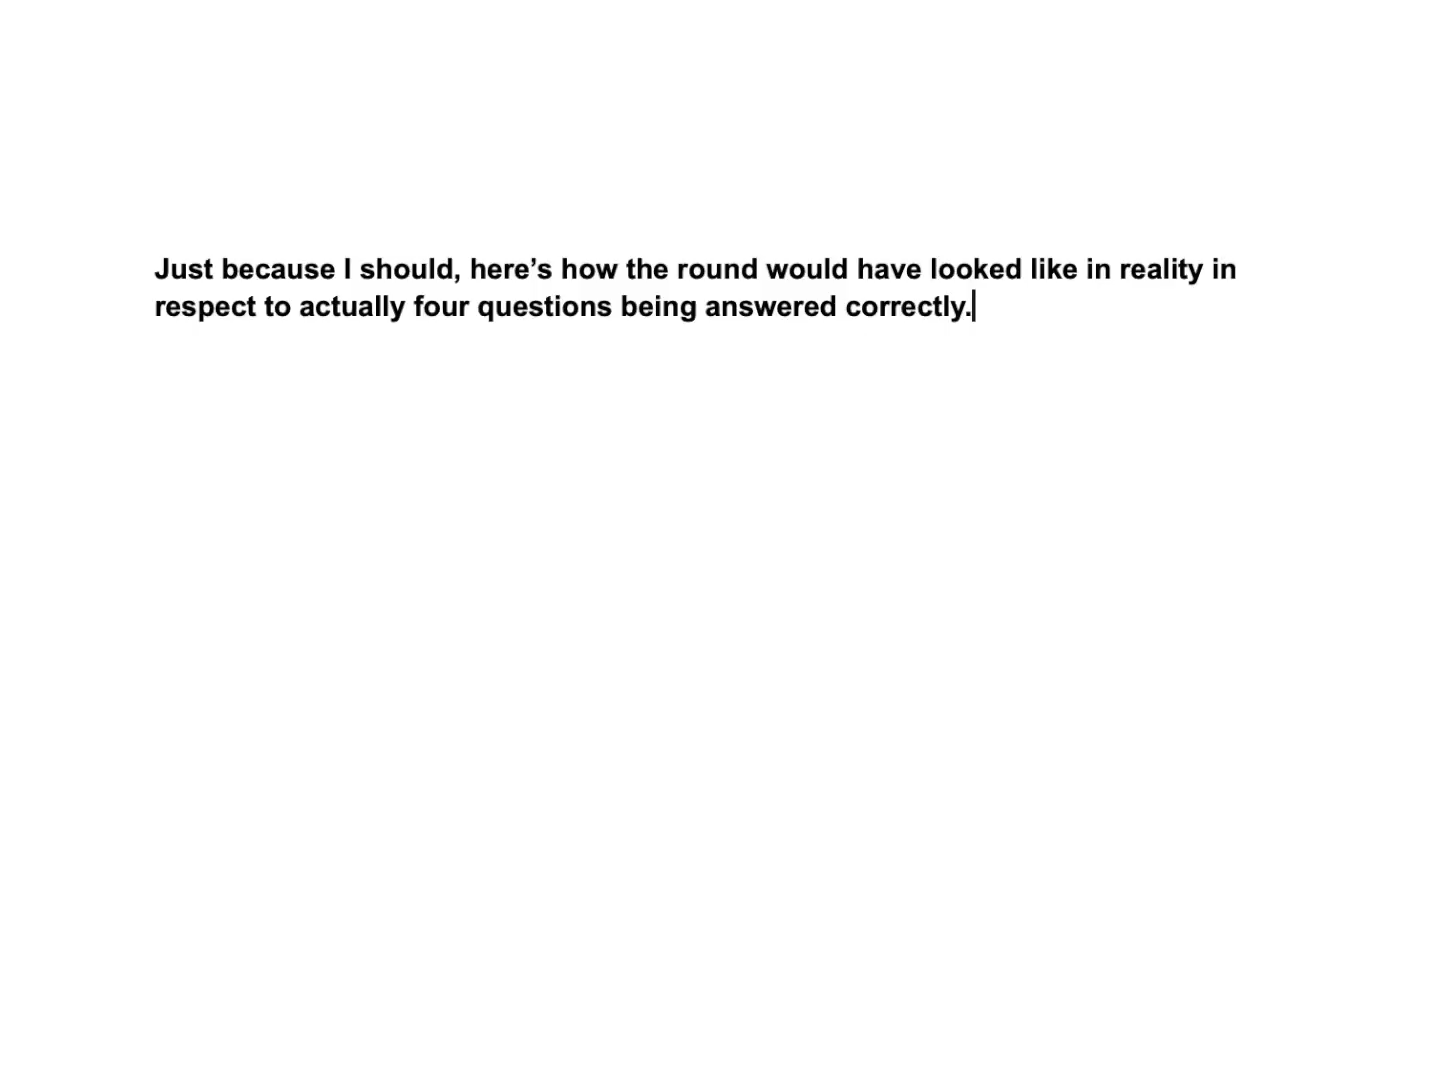 Just because I should, here’s how the round would have looked like in reality in
respect to actually four questions being answered correctly.